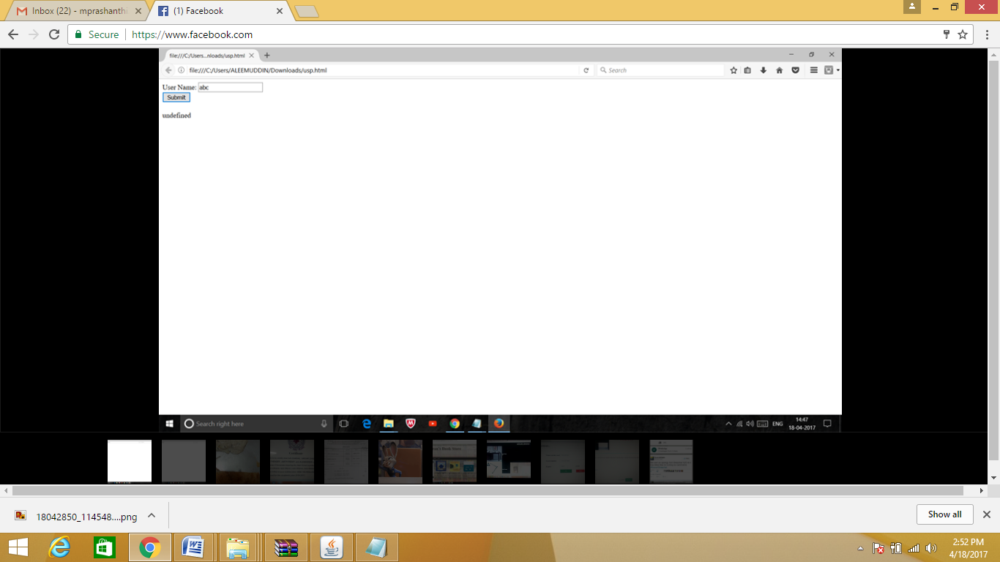 Inbox (22) - mprashanthi
(1) Facebook
Secure
https://www.facebook.com
file:///C:/Users...nloads/usp.html
file:///C:/Users/ALEEMUDDIN/Downloads/usp.html
Search
User Name: abc
Submit
undefined
Search right here
ENG
14:47
18-04-2017
18042850_114548....png
Show all
2:52 PM
4/18/2017